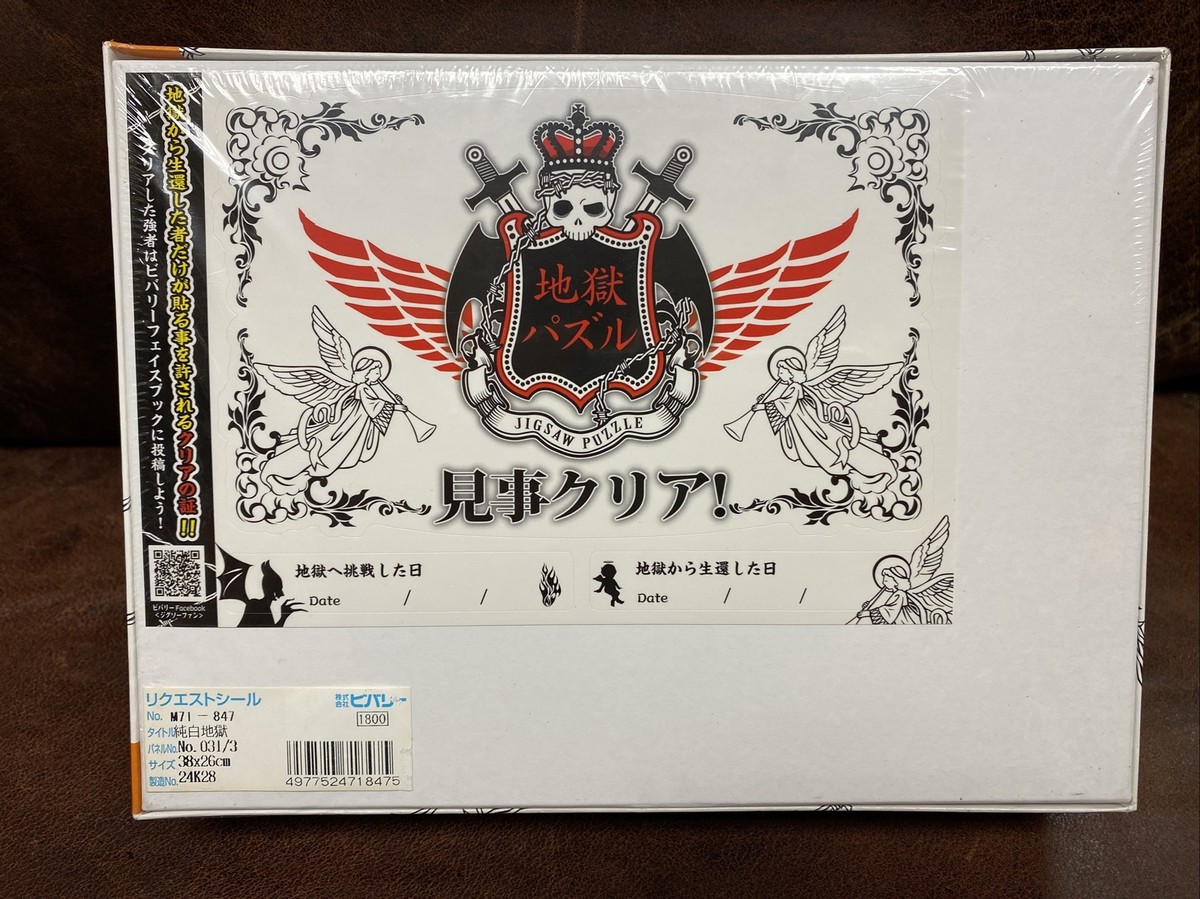 地獄から生還した者だけが貼る事を許されるクリアの証!!
クリアした強者はビバリーフェイスブックに投稿しよう!
ビバリーFacebook
<ジグリーファン>
地獄
パズル
JIGSAW PUZZLE
見事クリア!
地獄へ挑戦した日
Date / /
地獄から生還した日
Date / /
リクエストシール
株式会社ビバリー
No. M71-847
1800
タイトル 純白地獄
パネルNo. No.031/3
サイズ 38x26cm
製造No. 24K28
4977524718475